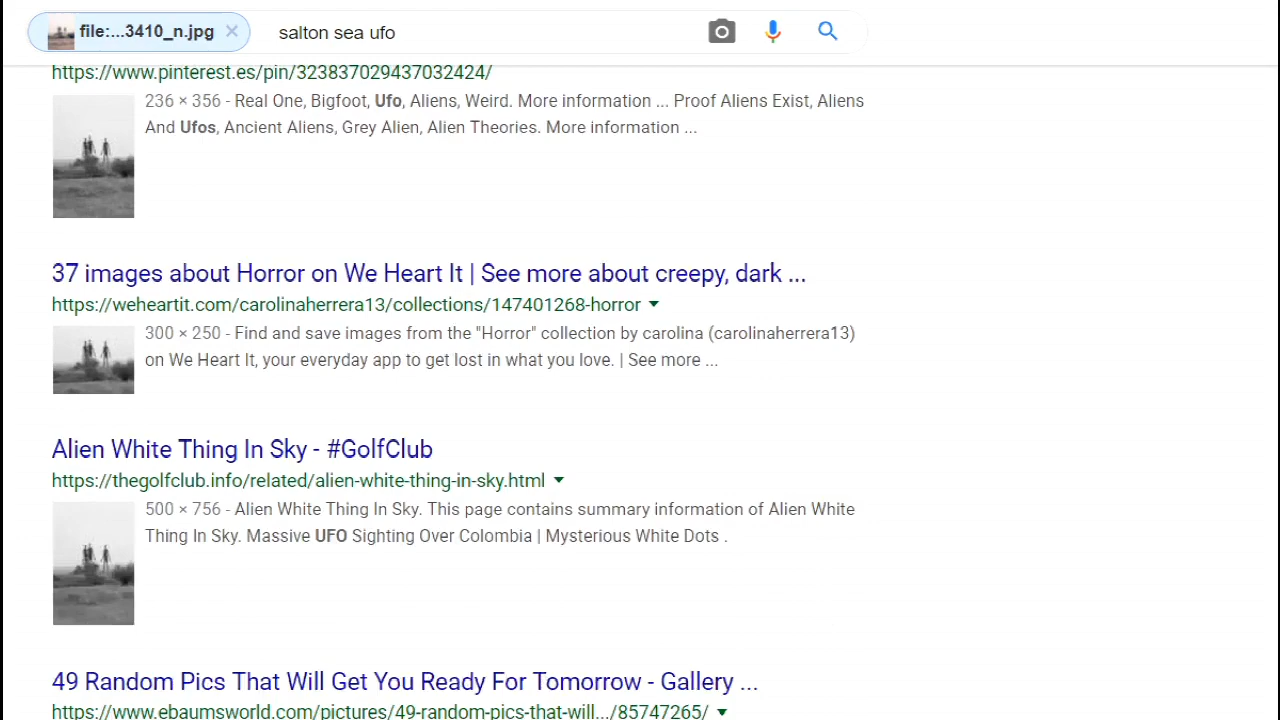 file:...3410_n.jpg × salton sea ufo
https://www.pinterest.es/pin/323837029437032424/
236 × 356 - Real One, Bigfoot, Ufo, Aliens, Weird. More information ... Proof Aliens Exist, Aliens
And Ufos, Ancient Aliens, Grey Alien, Alien Theories. More information ...
37 images about Horror on We Heart It | See more about creepy, dark ...
https://weheartit.com/carolinaherrera13/collections/147401268-horror
300 × 250 - Find and save images from the "Horror" collection by carolina (carolinaherrera13)
on We Heart It, your everyday app to get lost in what you love. | See more ...
Alien White Thing In Sky - #GolfClub
https://thegolfclub.info/related/alien-white-thing-in-sky.html
500 × 756 - Alien White Thing In Sky. This page contains summary information of Alien White
Thing In Sky. Massive UFO Sighting Over Colombia | Mysterious White Dots .
49 Random Pics That Will Get You Ready For Tomorrow - Gallery ...
https://www.ebaumsworld.com/pictures/49-random-pics-that-will.../85747265/